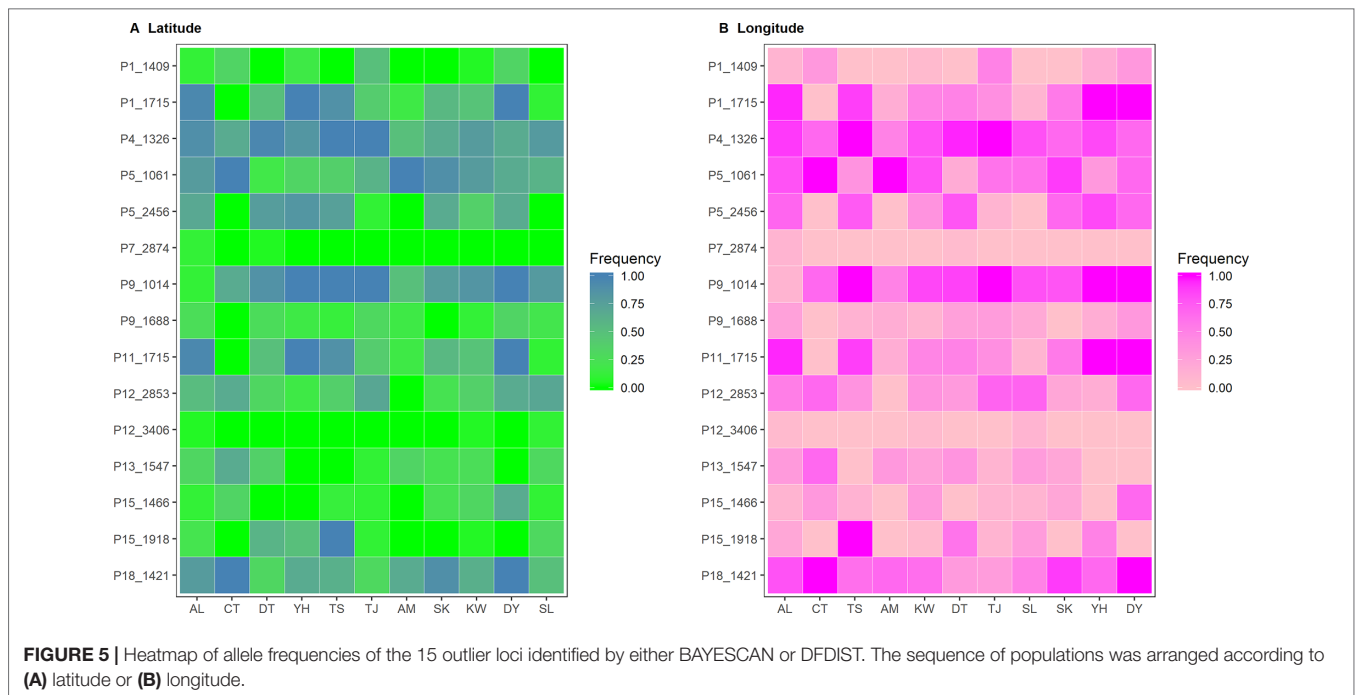 A Latitude
P1_1409
P1_1715
P4_1326
P5_1061
P5_2456
P7_2874
P9_1014
P9_1688
P11_1715
P12_2853
P12_3406
P13_1547
P15_1466
P15_1918
P18_1421
AL CT DT YH TS TJ AM SK KW DY SL
Frequency
1.00
0.75
0.50
0.25
0.00
B Longitude
P1_1409
P1_1715
P4_1326
P5_1061
P5_2456
P7_2874
P9_1014
P9_1688
P11_1715
P12_2853
P12_3406
P13_1547
P15_1466
P15_1918
P18_1421
AL CT TS AM KW DT TJ SL SK YH DY
Frequency
1.00
0.75
0.50
0.25
0.00
FIGURE 5 | Heatmap of allele frequencies of the 15 outlier loci identified by either BAYESCAN or DFDIST. The sequence of populations was arranged according to
(A) latitude or (B) longitude.